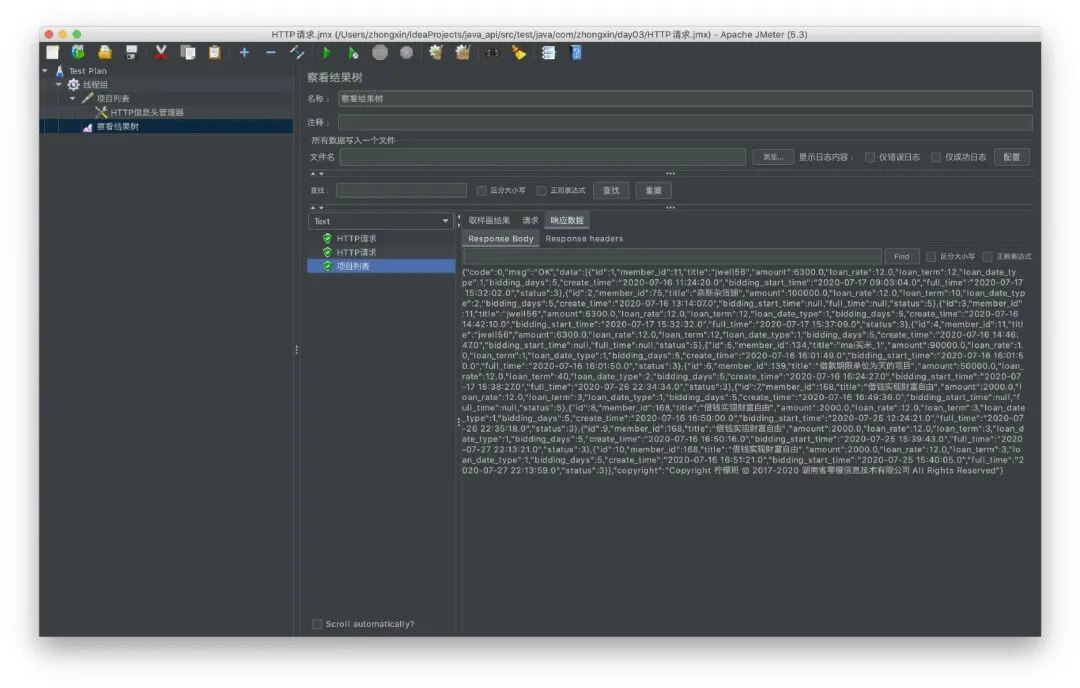 HTTP请求.jmx (/Users/zhongxin/IdeaProjects/java_api/src/test/java/com/zhongxin/day03/HTTP请求.jmx) - Apache JMeter (5.3)
Test Plan
线程组
项目列表
HTTP信息头管理器
察看结果树
察看结果树
名称：
察看结果树
注释：
所有数据写入一个文件
文件名 浏览... 显示日志内容： 仅错误日志 仅成功日志 配置
查找： 区分大小写 正则表达式 查找 重置
Text
HTTP请求
HTTP请求
项目列表
取样器结果 请求 响应数据
Response Body Response headers
Find 区分大小写 正则表达式
{"code":0,"msg":"OK","data":[{"id":1,"member_id":11,"title":"jwell56","amount":6300.0,"loan_rate":12.0,"loan_term":12,"loan_date_ty
pe":1,"bidding_days":5,"create_time":"2020-07-16 11:24:20.0","bidding_start_time":"2020-07-17 09:03:04.0","full_time":"2020-07-17
15:32:02.0","status":3},{"id":2,"member_id":75,"title":"奈斯杂货铺","amount":100000.0,"loan_rate":12.0,"loan_term":10,"loan_date_typ
e":2,"bidding_days":5,"create_time":"2020-07-16 13:14:07.0","bidding_start_time":null,"full_time":null,"status":5},{"id":3,"member_id":
11,"title":"jwell56","amount":6300.0,"loan_rate":12.0,"loan_term":12,"loan_date_type":1,"bidding_days":5,"create_time":"2020-07-16
14:42:10.0","bidding_start_time":"2020-07-17 15:32:32.0","full_time":"2020-07-17 15:37:09.0","status":3},{"id":4,"member_id":11,"titl
e":"jwell56","amount":6300.0,"loan_rate":12.0,"loan_term":12,"loan_date_type":1,"bidding_days":5,"create_time":"2020-07-16 14:46:
47.0","bidding_start_time":null,"full_time":null,"status":5},{"id":5,"member_id":134,"title":"mai买米_1","amount":90000.0,"loan_rate":1.
0,"loan_term":1,"loan_date_type":1,"bidding_days":5,"create_time":"2020-07-16 16:01:49.0","bidding_start_time":"2020-07-16 16:01:5
0.0","full_time":"2020-07-16 16:01:50.0","status":3},{"id":6,"member_id":139,"title":"借款期限单位为天的项目","amount":50000.0,"loan_
rate":12.0,"loan_term":40,"loan_date_type":2,"bidding_days":5,"create_time":"2020-07-16 16:24:27.0","bidding_start_time":"2020-07
-17 15:38:27.0","full_time":"2020-07-26 22:34:34.0","status":3},{"id":7,"member_id":168,"title":"借钱实现财富自由","amount":2000.0,"l
oan_rate":12.0,"loan_term":3,"loan_date_type":1,"bidding_days":5,"create_time":"2020-07-16 16:49:36.0","bidding_start_time":null,"f
ull_time":null,"status":5},{"id":8,"member_id":168,"title":"借钱实现财富自由","amount":2000.0,"loan_rate":12.0,"loan_term":3,"loan_date
_type":1,"bidding_days":5,"create_time":"2020-07-16 16:50:00.0","bidding_start_time":"2020-07-25 12:24:21.0","full_time":"2020-07
-26 22:35:18.0","status":3},{"id":9,"member_id":168,"title":"借钱实现财富自由","amount":2000.0,"loan_rate":12.0,"loan_term":3,"loan_d
ate_type":1,"bidding_days":5,"create_time":"2020-07-16 16:50:16.0","bidding_start_time":"2020-07-25 15:39:43.0","full_time":"2020
-07-27 22:13:21.0","status":3},{"id":10,"member_id":168,"title":"借钱实现财富自由","amount":2000.0,"loan_rate":12.0,"loan_term":3,"loa
n_date_type":1,"bidding_days":5,"create_time":"2020-07-16 16:51:21.0","bidding_start_time":"2020-07-25 15:40:05.0","full_time":"2
020-07-27 22:13:59.0","status":3}],"copyright":"Copyright 柠檬班 © 2017-2020 湖南省零檬信息技术有限公司 All Rights Reserved"}
Scroll automatically?